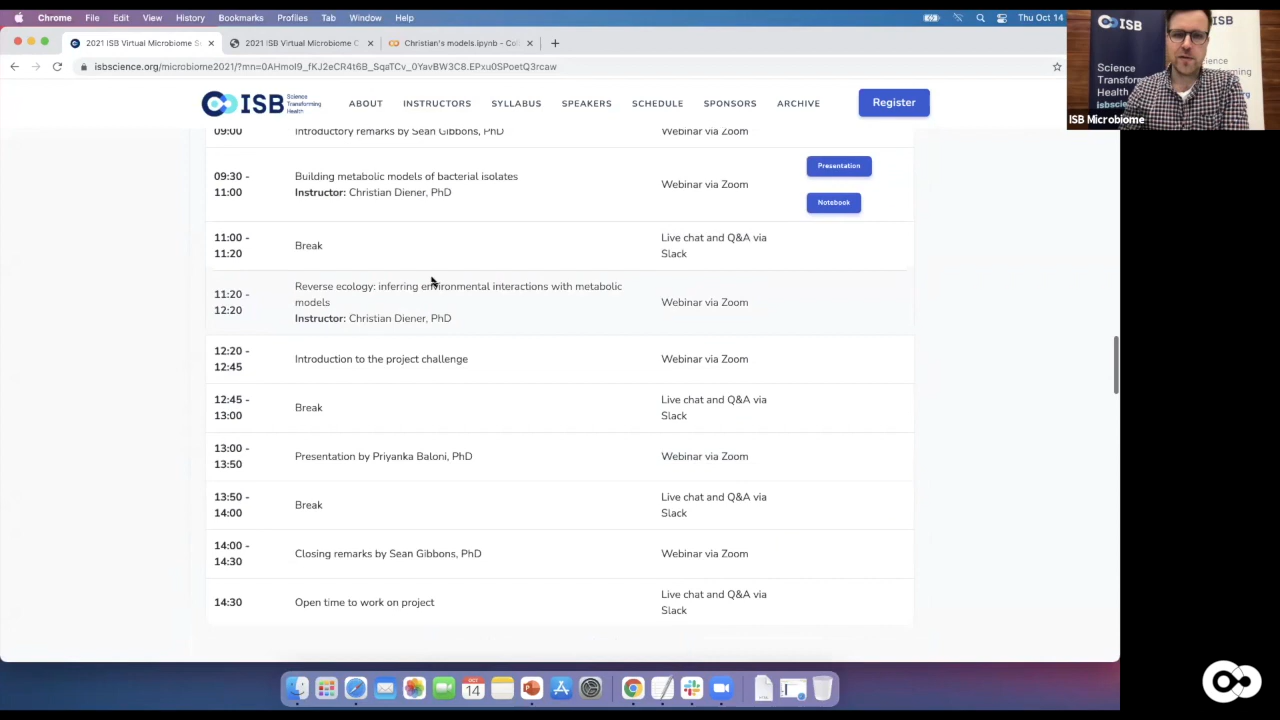 Chrome File Edit View History Bookmarks Profiles Tab Window Help
Thu Oct 14
2021 ISB Virtual Microbiome S
2021 ISB Virtual Microbiome C
Christian's models.ipynb - Co
isbscience.org/microbiome2021/?mn=0AHmoI9_fKJ2eCR4t6B_SqaTCv_0YavBW3C8.EPxu0SPoetQ3rcaw
ISB
Science
Transforming
Health
ABOUT
INSTRUCTORS
SYLLABUS
SPEAKERS
SCHEDULE
SPONSORS
ARCHIVE
Register
09:00
Introductory remarks by Sean Gibbons, PhD
Webinar via Zoom
09:30 -
11:00
Building metabolic models of bacterial isolates
Instructor: Christian Diener, PhD
Webinar via Zoom
Presentation
Notebook
11:00 -
11:20
Break
Live chat and Q&A via
Slack
11:20 -
12:20
Reverse ecology: inferring environmental interactions with metabolic
models
Instructor: Christian Diener, PhD
Webinar via Zoom
12:20 -
12:45
Introduction to the project challenge
Webinar via Zoom
12:45 -
13:00
Break
Live chat and Q&A via
Slack
13:00 -
13:50
Presentation by Priyanka Baloni, PhD
Webinar via Zoom
13:50 -
14:00
Break
Live chat and Q&A via
Slack
14:00 -
14:30
Closing remarks by Sean Gibbons, PhD
Webinar via Zoom
14:30
Open time to work on project
Live chat and Q&A via
Slack
ISB
Science
Transform
Health
ISB
ISB Microbiome
OCT
14